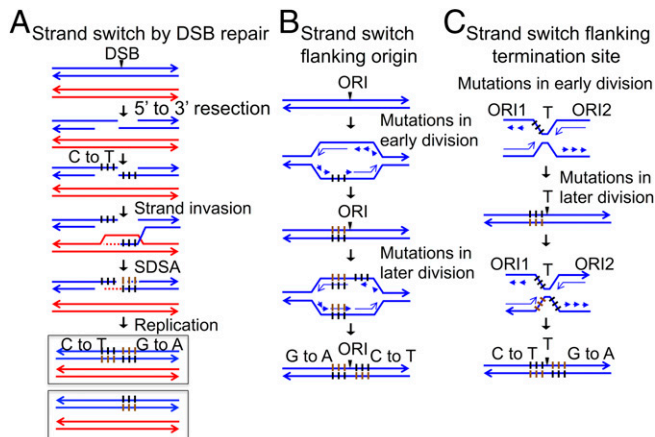 A
Strand switch by DSB repair
DSB
5' to 3' resection
C to T
Strand invasion
SDSA
Replication
C to T
G to A
B
Strand switch
flanking origin
ORI
Mutations in
early division
ORI
Mutations in
later division
G to A
ORI
C to T
C
Strand switch flanking
termination site
Mutations in early division
ORI1
T
ORI2
Mutations in
later division
T
ORI1
T
ORI2
C to T
T
G to A